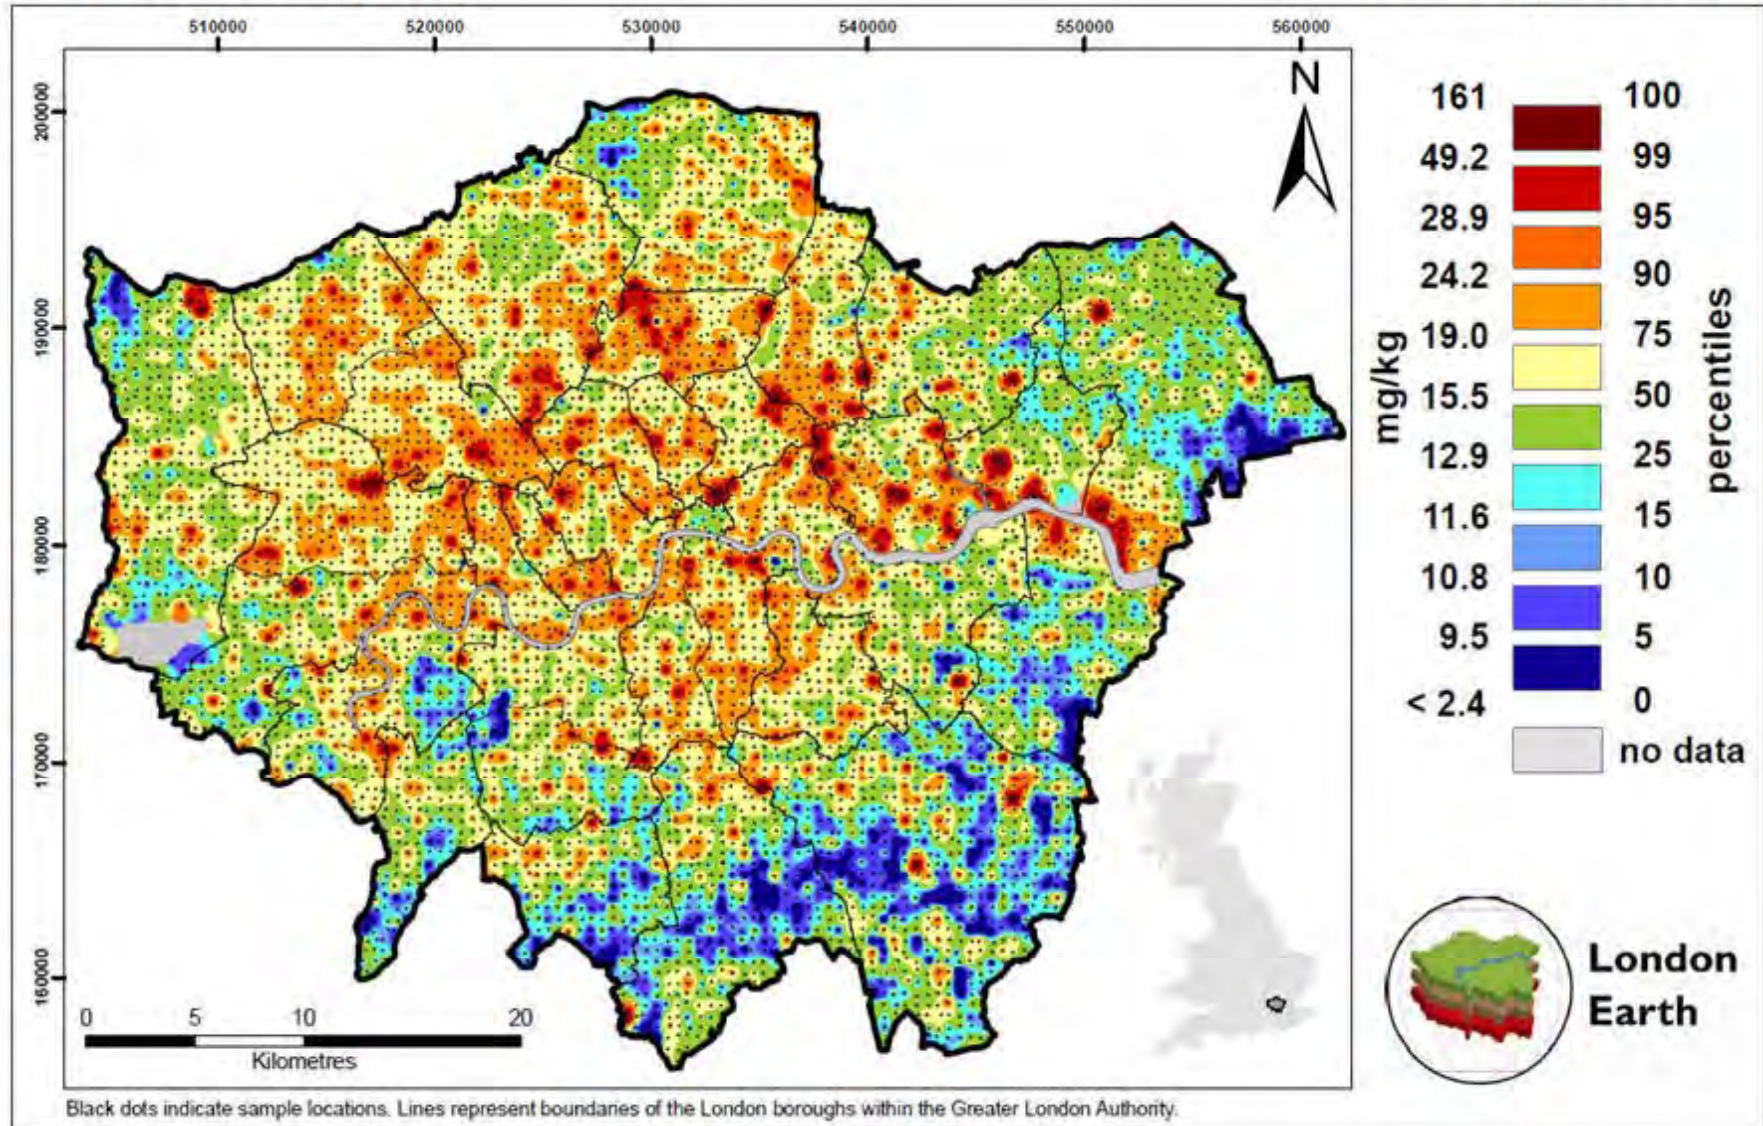 510000 520000 530000 540000 550000 560000
200000
190000
180000
170000
160000
N
161 100
49.2 99
28.9 95
24.2 90
19.0 75
15.5 50
12.9 25
11.6 15
10.8 10
9.5 5
< 2.4 0
mg/kg
percentiles
no data
London
Earth
0 5 10 20
Kilometres
Black dots indicate sample locations. Lines represent boundaries of the London boroughs within the Greater London Authority.